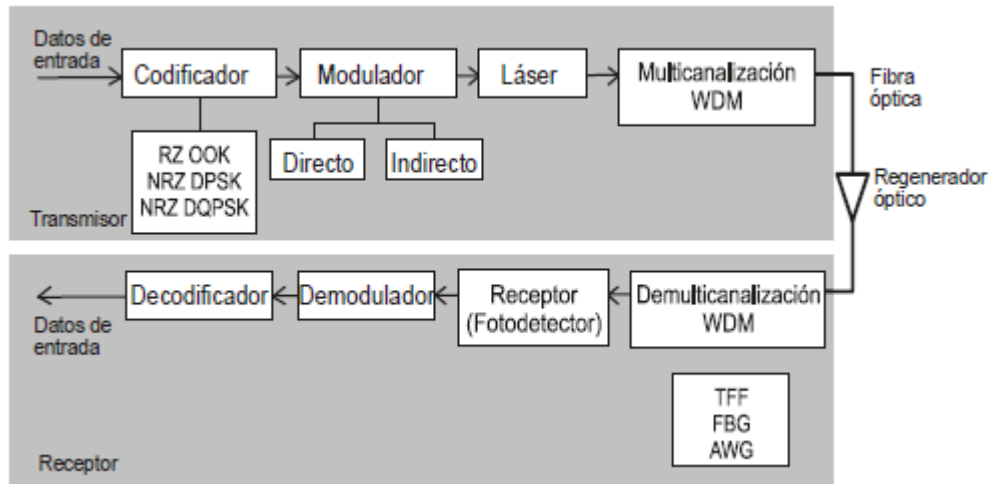 Datos de
entrada
Codificador
Modulador
Láser
Multicanalización
WDM
Fibra
óptica
RZ OOK
NRZ DPSK
NRZ DQPSK
Directo
Indirecto
Regenerador
óptico
Transmisor
Decodificador
Demodulador
Receptor
(Fotodetector)
Demulticanalización
WDM
Datos de
entrada
TFF
FBG
AWG
Receptor